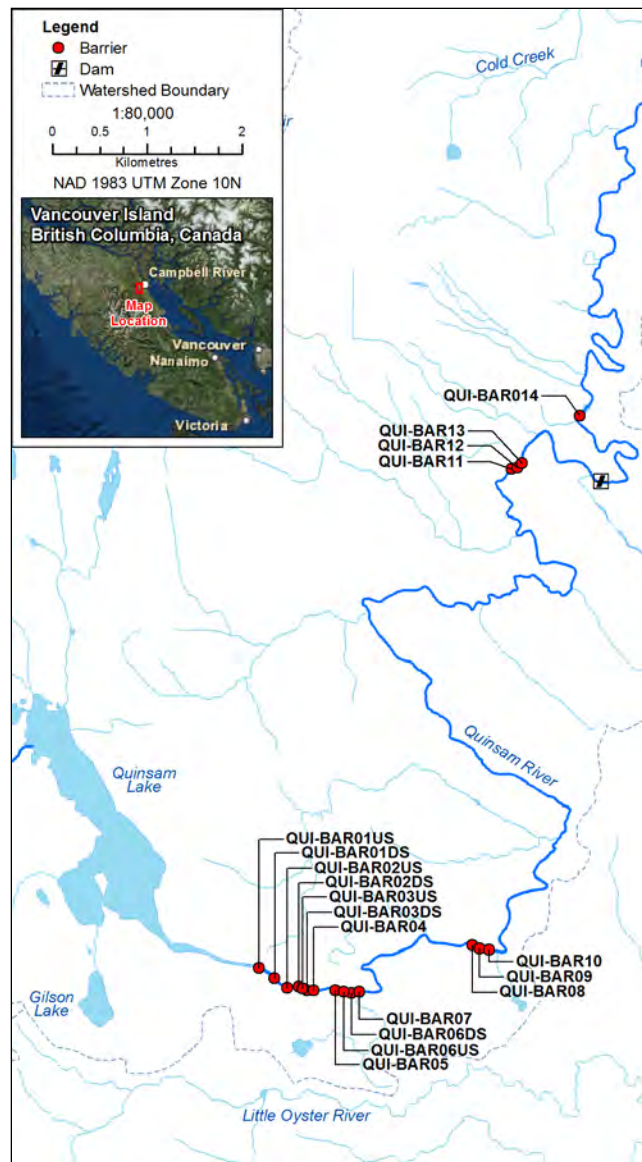 Legend
Barrier
Dam
Watershed Boundary
1:80,000
0 0.5 1 2
Kilometres
NAD 1983 UTM Zone 10N
Vancouver Island
British Columbia, Canada
Campbell River
Map
Location
Vancouver
Nanaimo
Victoria
Cold Creek
ir
QUI-BAR014
QUI-BAR13
QUI-BAR12
QUI-BAR11
Quinsam
River
Quinsam
Lake
QUI-BAR01US
QUI-BAR01DS
QUI-BAR02US
QUI-BAR02DS
QUI-BAR03US
QUI-BAR03DS
QUI-BAR04
QUI-BAR10
QUI-BAR09
QUI-BAR08
Gilson
Lake
QUI-BAR07
QUI-BAR06DS
QUI-BAR06US
QUI-BAR05
Little Oyster River